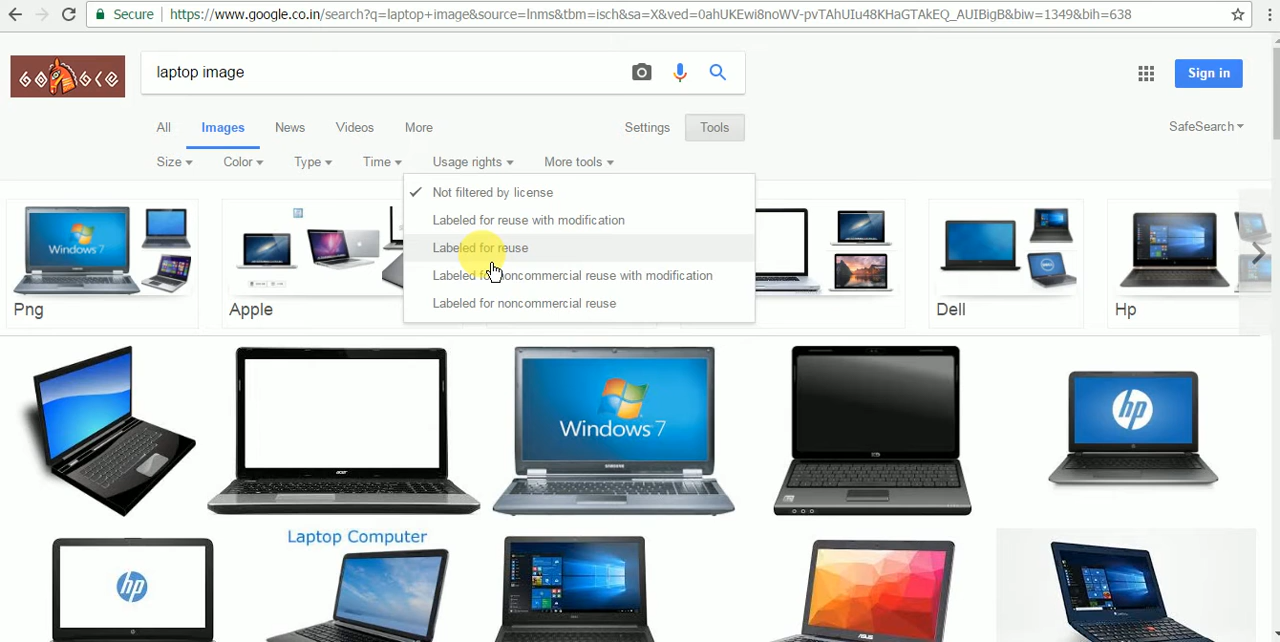 Secure https://www.google.co.in/search?q=laptop+image&source=lnms&tbm=isch&sa=X&ved=0ahUKEwi8noWV-pvTAhUIu48KHaGTAkEQ_AUIBigB&biw=1349&bih=638
laptop image
Sign in
All Images News Videos More Settings Tools
SafeSearch
Size Color Type Time Usage rights More tools
Not filtered by license
Labeled for reuse with modification
Labeled for reuse
Labeled for noncommercial reuse with modification
Labeled for noncommercial reuse
Windows 7
Png Apple Dell Hp
Windows 7
hp
acer
Laptop Computer
hp
ASUS